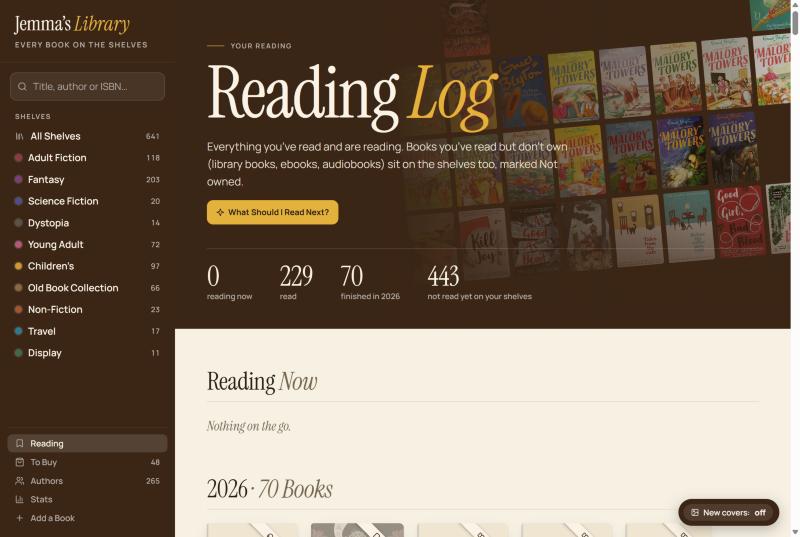 Jemma's Library
EVERY BOOK ON THE SHELVES
Title, author or ISBN...
SHELVES
All Shelves 641
Adult Fiction 118
Fantasy 203
Science Fiction 20
Dystopia 14
Young Adult 72
Children's 97
Old Book Collection 66
Non-Fiction 23
Travel 17
Display 11
Reading
To Buy 48
Authors 265
Stats
Add a Book
YOUR READING
Reading Log
Everything you've read and are reading. Books you've read but don't own
(library books, ebooks, audiobooks) sit on the shelves too, marked Not
owned.
What Should I Read Next?
0 229 70 443
reading now read finished in 2026 not read yet on your shelves
MALORY TOWERS
MALORY TOWERS
MALORY TOWERS
MALORY TOWERS
MALORY TOWERS
Kill Joy
Good Girl, Bad Blood
Reading Now
Nothing on the go.
2026 · 70 Books
New covers: off